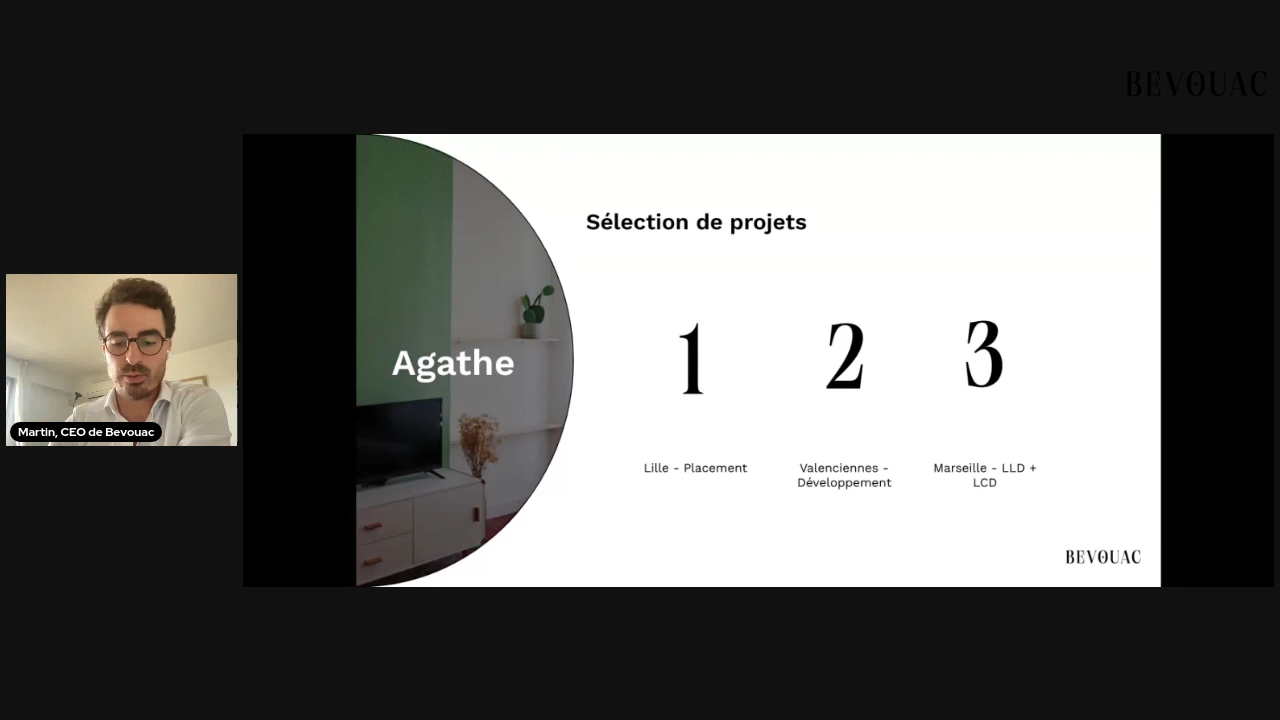 BEVOUAC
Sélection de projets
Agathe
1 2 3
Lille - Placement
Valenciennes -
Développement
Marseille - LLD +
LCD
BEVOUAC
Martin, CEO de Bevouac